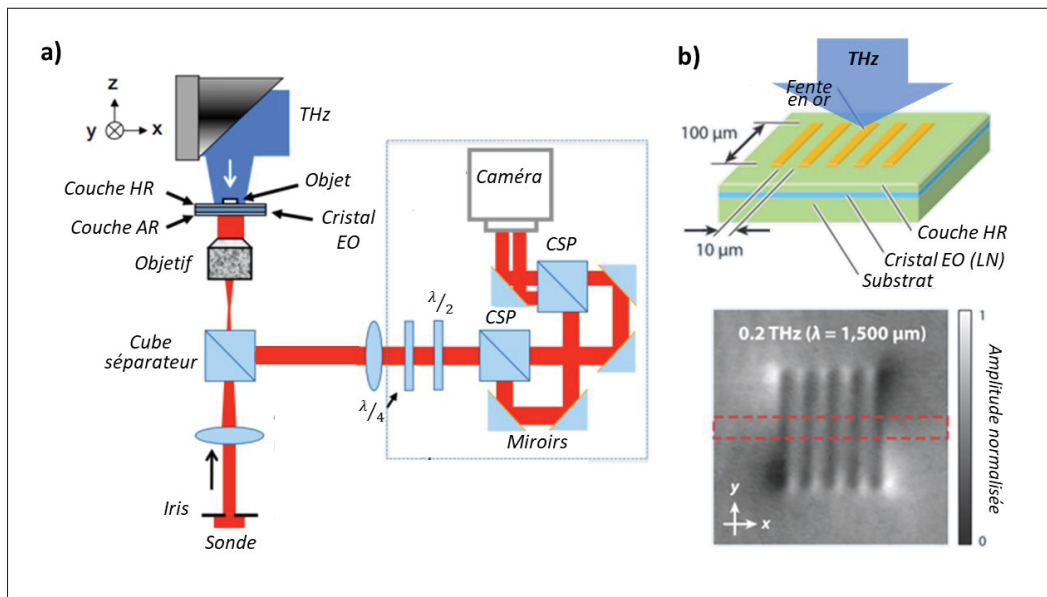 a)
z
y
x
THz
Couche HR
Objet
Couche AR
Cristal
EO
Objetif
Caméra
CSP
λ/2
CSP
Cube
séparateur
λ/4
Miroirs
Iris
Sonde
b)
THz
Fente
en or
100 µm
10 µm
Couche HR
Cristal EO (LN)
Substrat
0.2 THz (λ = 1,500 µm)
1
Amplitude normalisée
0
y
x